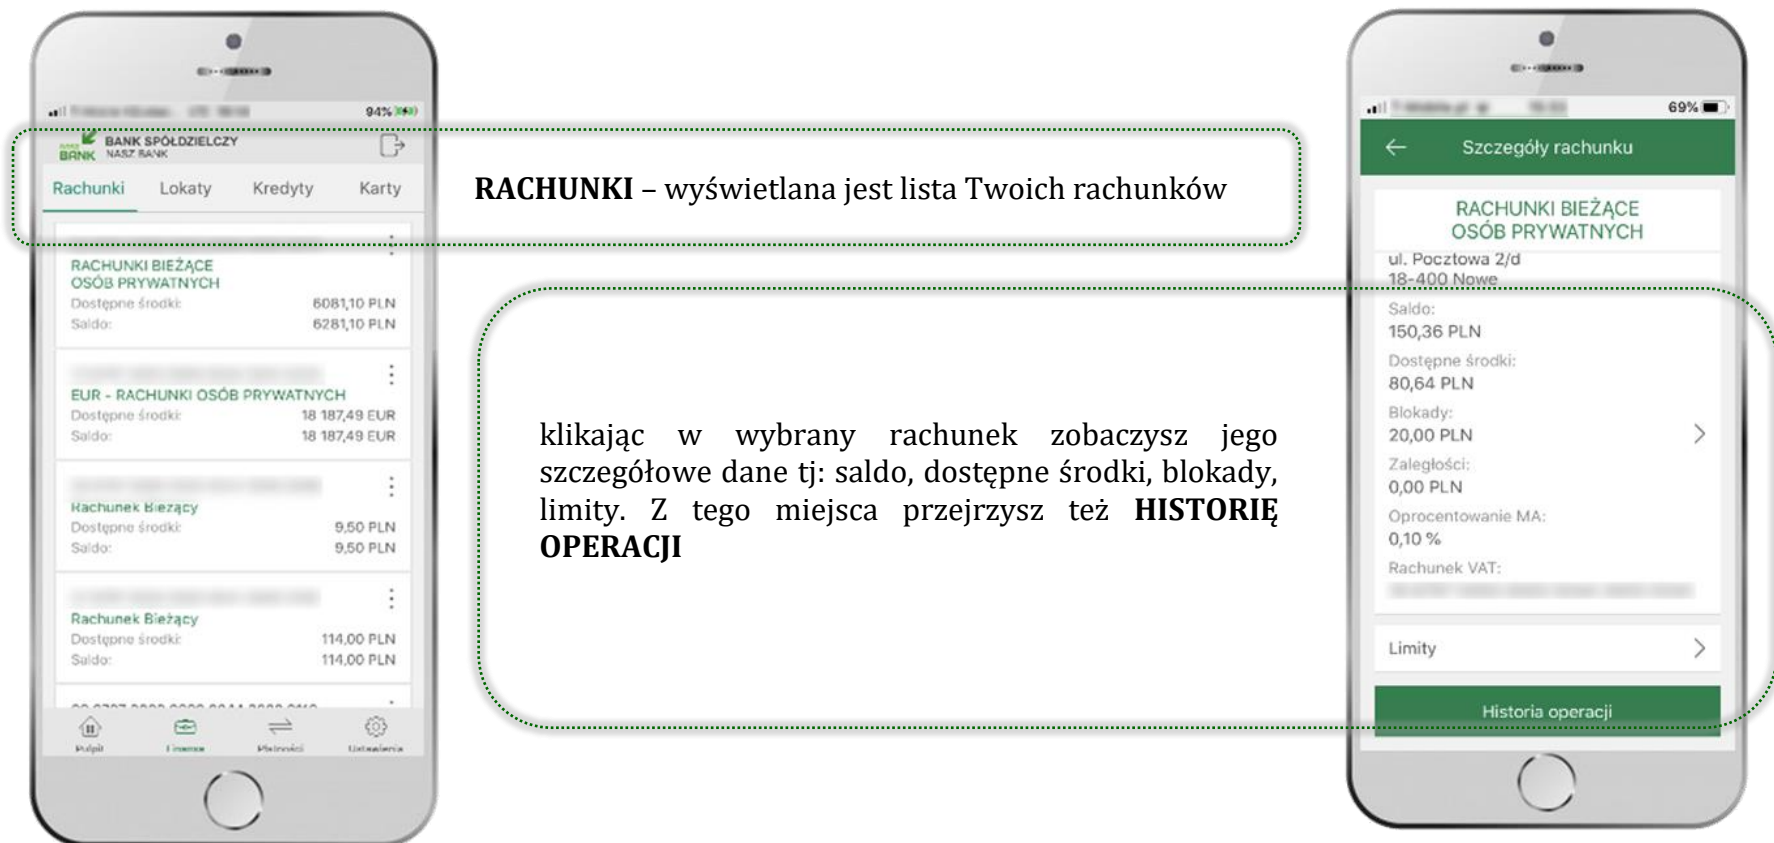 94%
NASZ BANK
BANK SPÓŁDZIELCZY
NASZ BANK
Rachunki Lokaty Kredyty Karty
RACHUNKI BIEŻĄCE
OSÓB PRYWATNYCH
Dostępne środki: 6081,10 PLN
Saldo: 6281,10 PLN
EUR - RACHUNKI OSÓB PRYWATNYCH
Dostępne środki: 18 187,49 EUR
Saldo: 18 187,49 EUR
Rachunek Bieżący
Dostępne środki: 9,50 PLN
Saldo: 9,50 PLN
Rachunek Bieżący
Dostępne środki: 114,00 PLN
Saldo: 114,00 PLN
Pulpit Finanse Płatności Ustawienia
RACHUNKI – wyświetlana jest lista Twoich rachunków
klikając w wybrany rachunek zobaczysz jego
szczegółowe dane tj: saldo, dostępne środki, blokady,
limity. Z tego miejsca przejrzysz też HISTORIĘ
OPERACJI
69%
Szczegóły rachunku
RACHUNKI BIEŻĄCE
OSÓB PRYWATNYCH
ul. Pocztowa 2/d
18-400 Nowe
Saldo:
150,36 PLN
Dostępne środki:
80,64 PLN
Blokady:
20,00 PLN
Zaległości:
0,00 PLN
Oprocentowanie MA:
0,10 %
Rachunek VAT:
Limity
Historia operacji